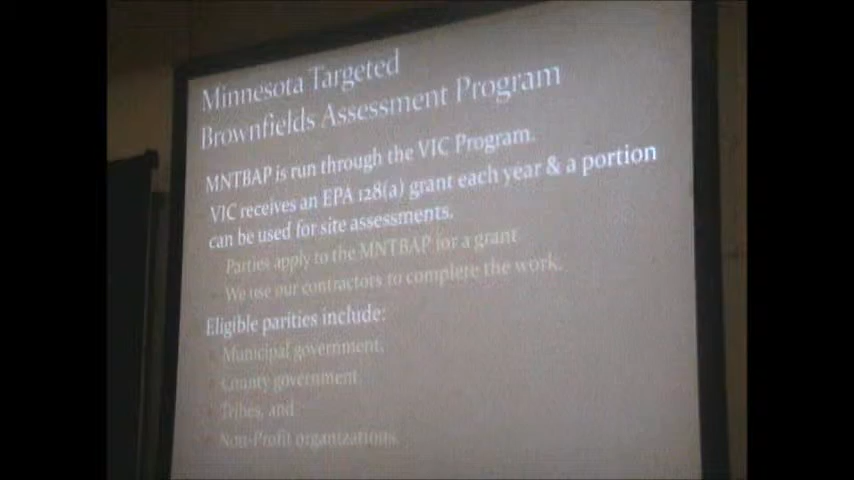 Minnesota Targeted
Brownfields Assessment Program
MNTBAP is run through the VIC Program.
VIC receives an EPA 128(a) grant each year & a portion
can be used for site assessments.
Parties apply to the MNTBAP for a grant
We use our contractors to complete the work.
Eligible parities include:
Municipal government,
County government
Tribes, and
Non-Profit organizations.